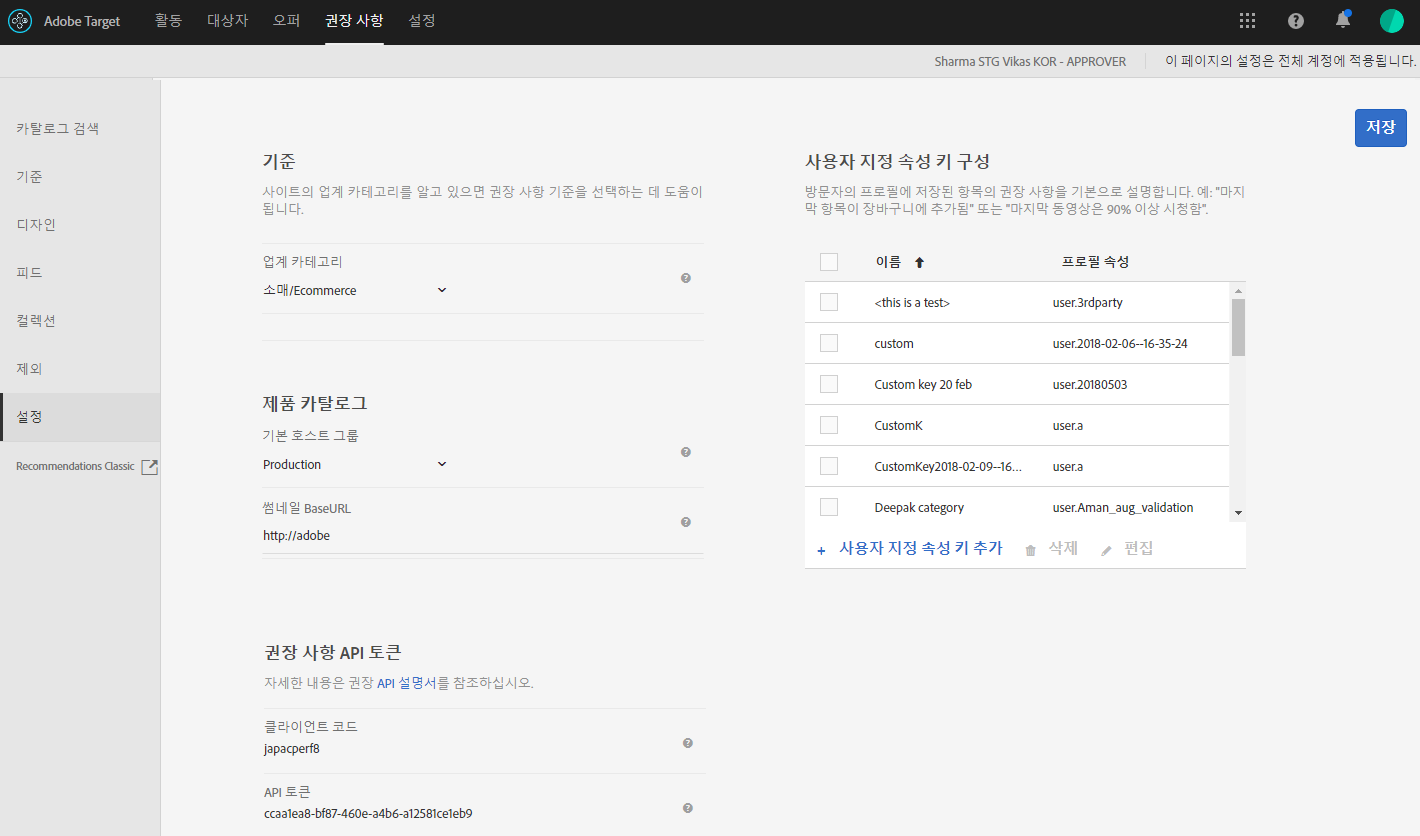 Adobe Target 활동 대상자 오퍼 권장 사항 설정
Sharma STG Vikas KOR - APPROVER 이 페이지의 설정은 전체 계정에 적용됩니다.
카탈로그 검색
기준
디자인
피드
컬렉션
제외
설정
Recommendations Classic
저장
기준
사이트의 업계 카테고리를 알고 있으면 권장 사항 기준을 선택하는 데 도움이
됩니다.
업계 카테고리
소매/Ecommerce
제품 카탈로그
기본 호스트 그룹
Production
썸네일 BaseURL
http://adobe
권장 사항 API 토큰
자세한 내용은 권장 API 설명서를 참조하십시오.
클라이언트 코드
japacperf8
API 토큰
ccaa1ea8-bf87-460e-a4b6-a12581ce1eb9
사용자 지정 속성 키 구성
방문자의 프로필에 저장된 항목의 권장 사항을 기본으로 설명합니다. 예: "마지
막 항목이 장바구니에 추가됨" 또는 "마지막 동영상은 90% 이상 시청함".
이름 프로필 속성
<this is a test> user.3rdparty
custom user.2018-02-06--16-35-24
Custom key 20 feb user.20180503
CustomK user.a
CustomKey2018-02-09--16... user.a
Deepak category user.Aman_aug_validation
+ 사용자 지정 속성 키 추가 삭제 편집